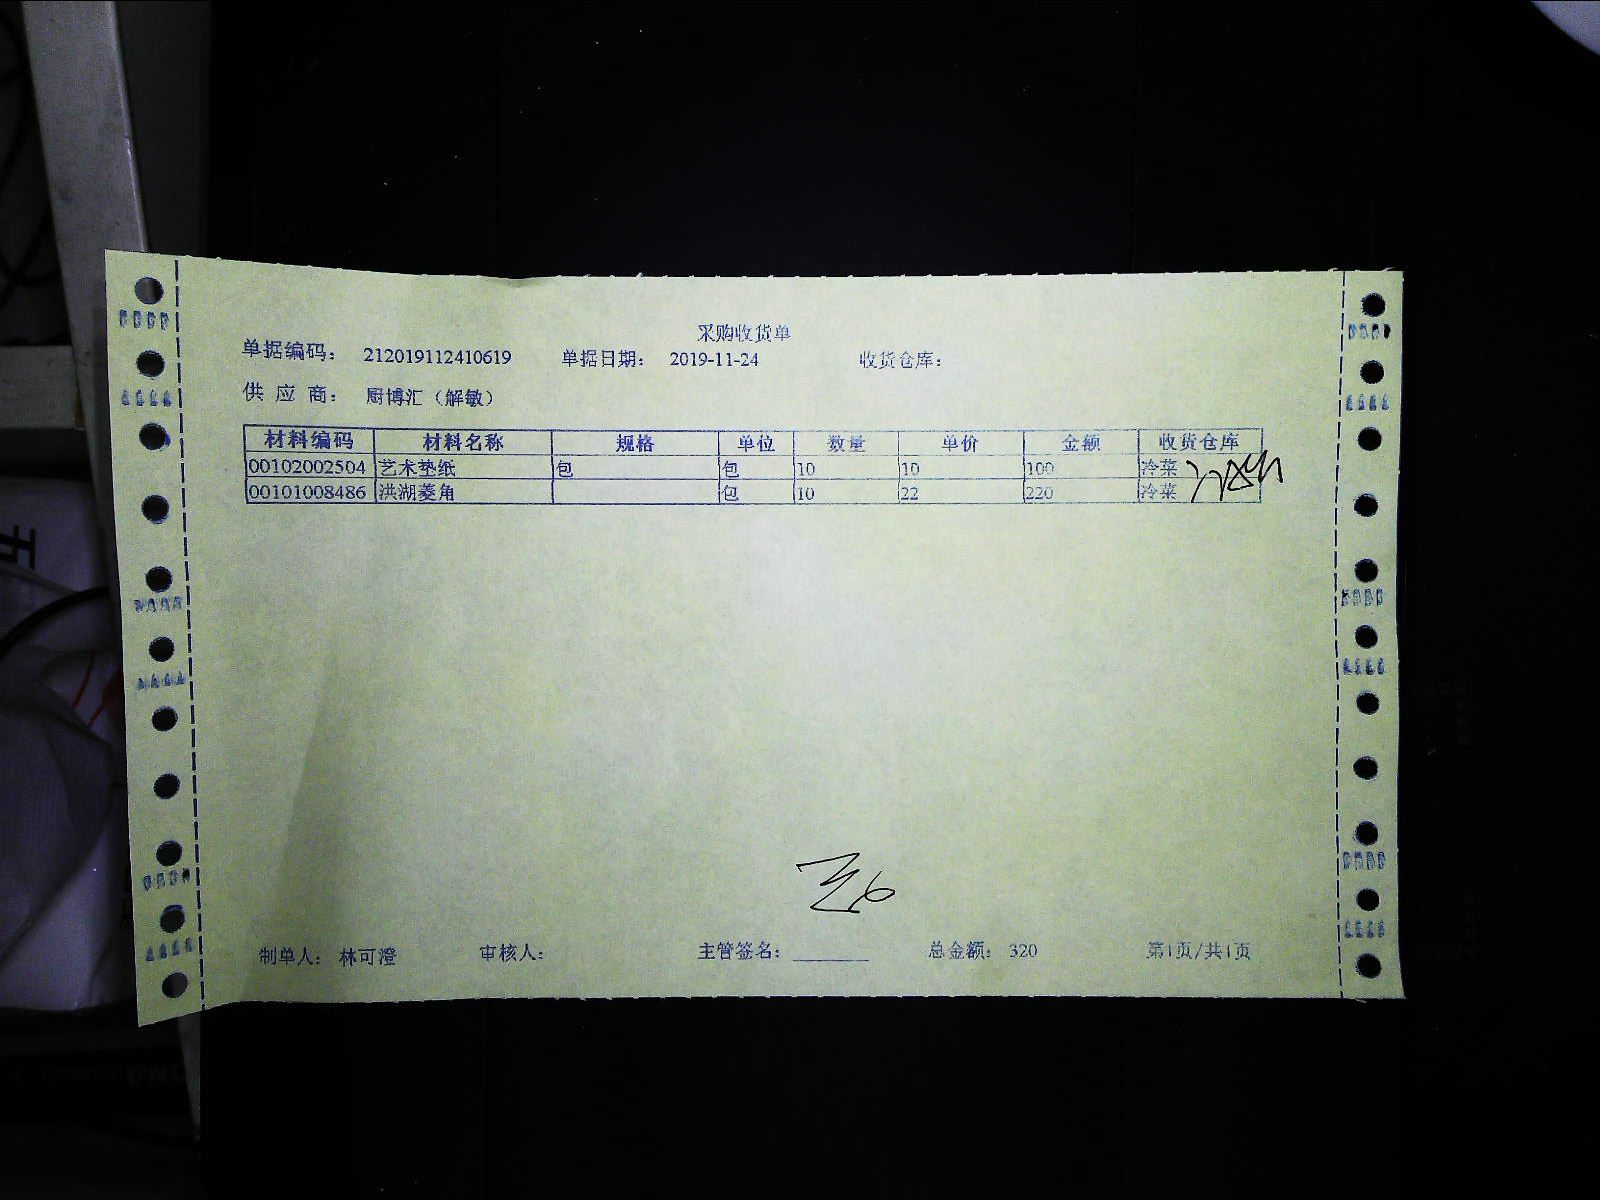 采购收货单
单据编码： 212019112410619 单据日期： 2019-11-24 收货仓库：
供 应 商： 厨博汇（解敏）
材料编码 材料名称 规格 单位 数量 单价 金额 收货仓库
00102002504 艺术垫纸 包 包 10 10 100 冷菜
00101008486 洪湖菱角 包 10 22 220 冷菜
制单人： 林可澄 审核人： 主管签名： 总金额： 320 第1页/共1页